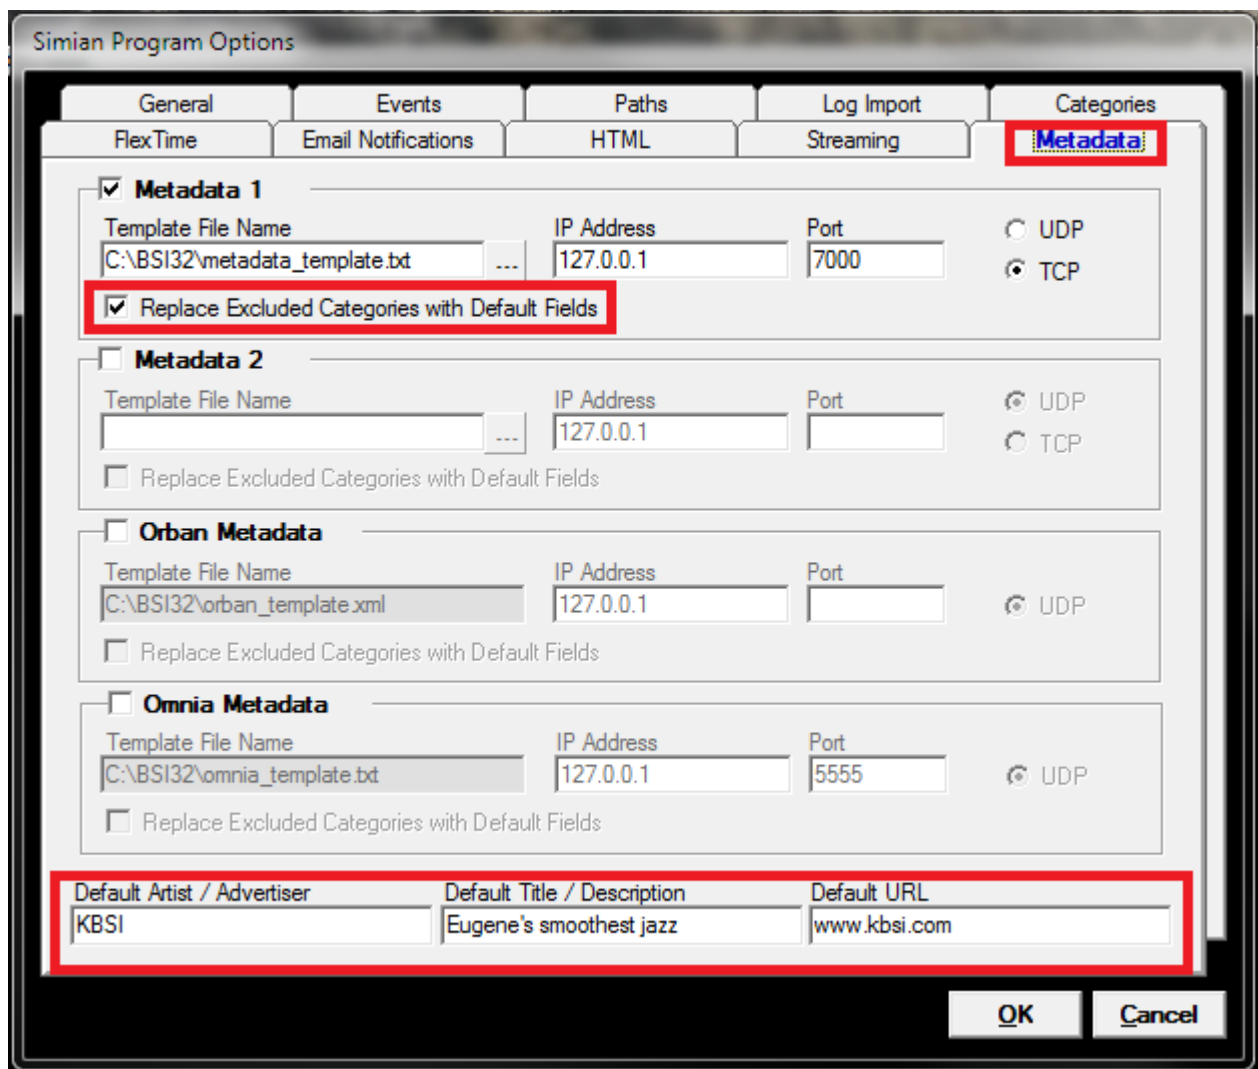 Simian Program Options
General Events Paths Log Import Categories
FlexTime Email Notifications HTML Streaming Metadata
Metadata 1
Template File Name IP Address Port
C:\BSI32\metadata_template.txt ... 127.0.0.1 7000
UDP
TCP
Replace Excluded Categories with Default Fields
Metadata 2
Template File Name IP Address Port
... 127.0.0.1
UDP
TCP
Replace Excluded Categories with Default Fields
Orban Metadata
Template File Name IP Address Port
C:\BSI32\orban_template.xml 127.0.0.1 UDP
Replace Excluded Categories with Default Fields
Omnia Metadata
Template File Name IP Address Port
C:\BSI32\omnia_template.txt 127.0.0.1 5555 UDP
Replace Excluded Categories with Default Fields
Default Artist / Advertiser Default Title / Description Default URL
KBSI Eugene's smoothest jazz www.kbsi.com
OK Cancel